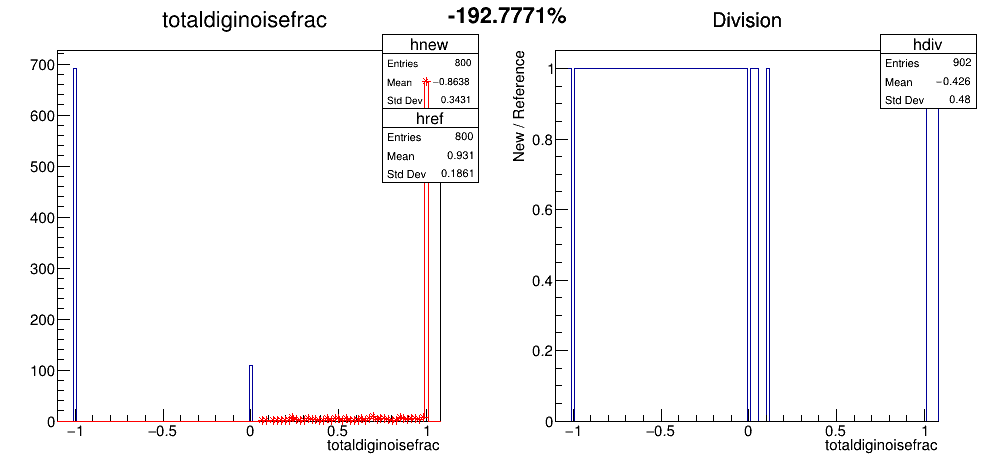 -192.7771%
totaldiginoisefrac
hnew
Entries 800
Mean −0.8638
Std Dev 0.3431
href
Entries 800
Mean 0.931
Std Dev 0.1861
700
600
500
400
300
200
100
0
−1 −0.5 0 0.5 1
totaldiginoisefrac
Division
hdiv
Entries 902
Mean −0.426
Std Dev 0.48
New / Reference
1
0.8
0.6
0.4
0.2
0
−1 −0.5 0 0.5 1
totaldiginoisefrac